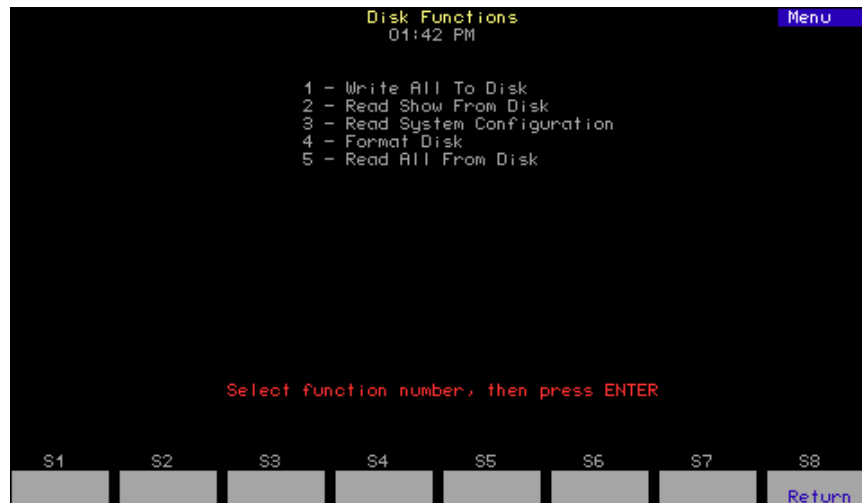 Disk Functions Menu
01:42 PM
1 - Write All To Disk
2 - Read Show From Disk
3 - Read System Configuration
4 - Format Disk
5 - Read All From Disk
Select function number, then press ENTER
S1 S2 S3 S4 S5 S6 S7 S8
Return